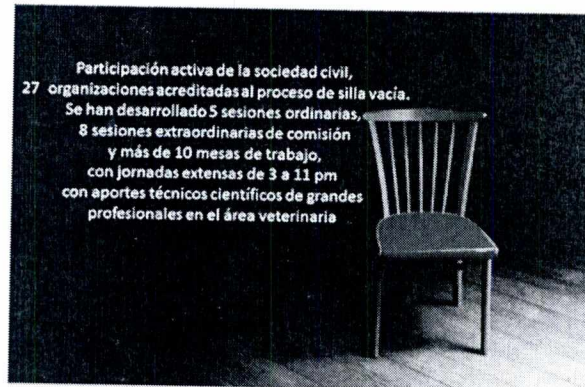 Participación activa de la sociedad civil,
27 organizaciones acreditadas al proceso de silla vacía.
Se han desarrollado 5 sesiones ordinarias,
8 sesiones extraordinarias de comisión
y más de 10 mesas de trabajo,
con jornadas extensas de 3 a 11 pm
con aportes técnicos científicos de grandes
profesionales en el área veterinaria